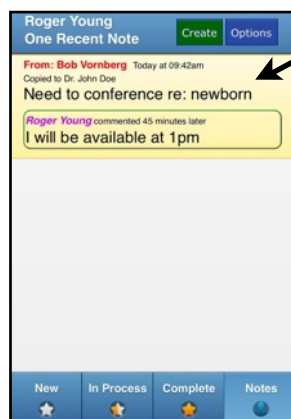 Roger Young
One Recent Note
Create
Options
From: Bob Vornberg Today at 09:42am
Copied to Dr. John Doe
Need to conference re: newborn
Roger Young commented 45 minutes later
I will be available at 1pm
New
In Process
Complete
Notes